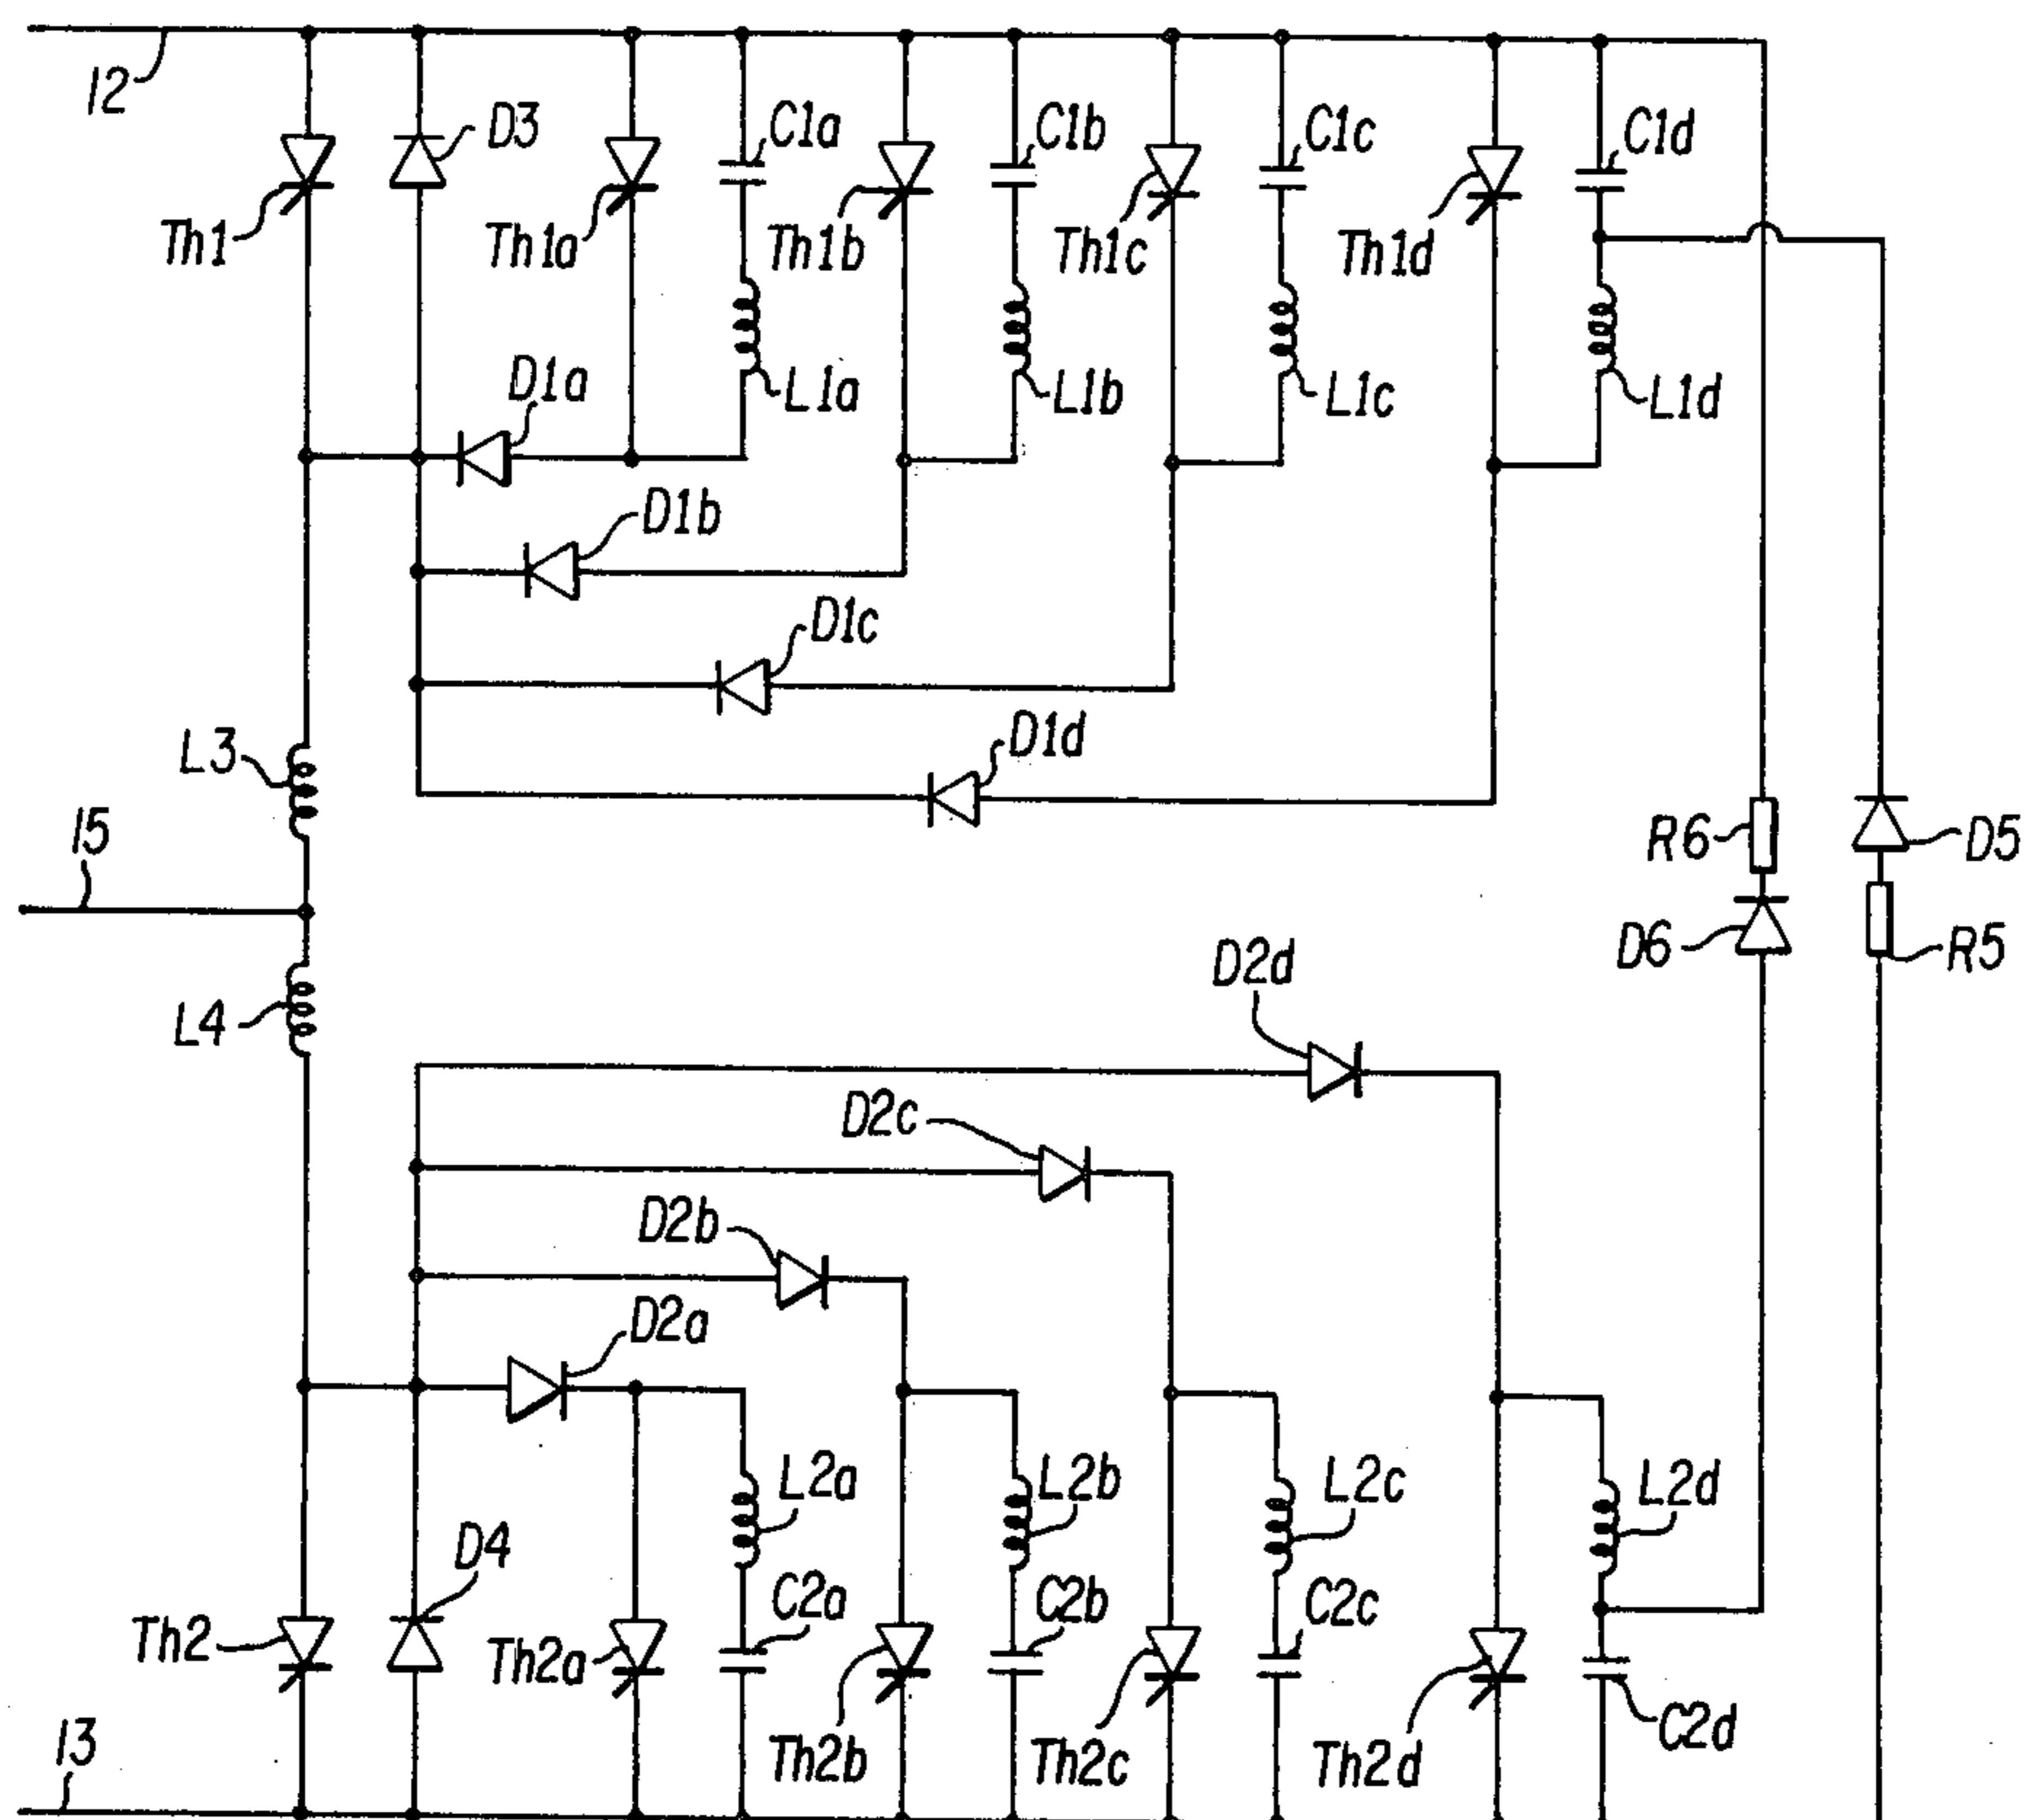 12
D3
C1a
C1b
C1c
C1d
Th1
Th1a
Th1b
Th1c
Th1d
D1a
L1a
L1b
L1c
L1d
D1b
D1c
D1d
L3
15
R6
D5
D6
R5
D2d
L4
D2c
D2b
D2a
L2a
L2b
L2c
L2d
D4
C2a
C2b
C2c
Th2
Th2a
C2d
13
Th2b
Th2c
Th2d